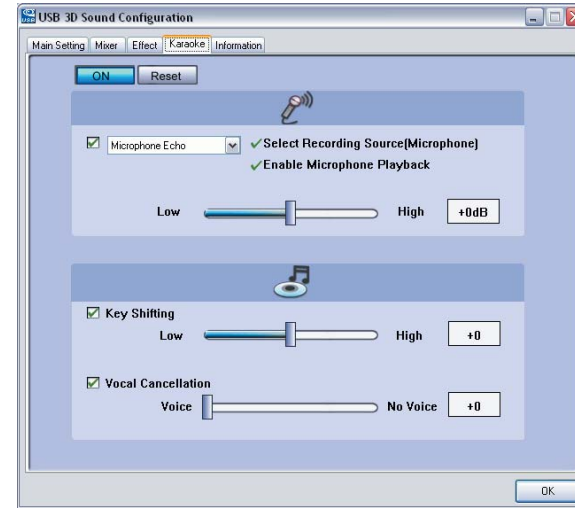 USB 3D Sound Configuration
Main Setting Mixer Effect Karaoke Information
ON Reset
Microphone Echo ✓Select Recording Source(Microphone)
✓Enable Microphone Playback
Low High +0dB
Key Shifting
Low High +0
Vocal Cancellation
Voice No Voice +0
OK